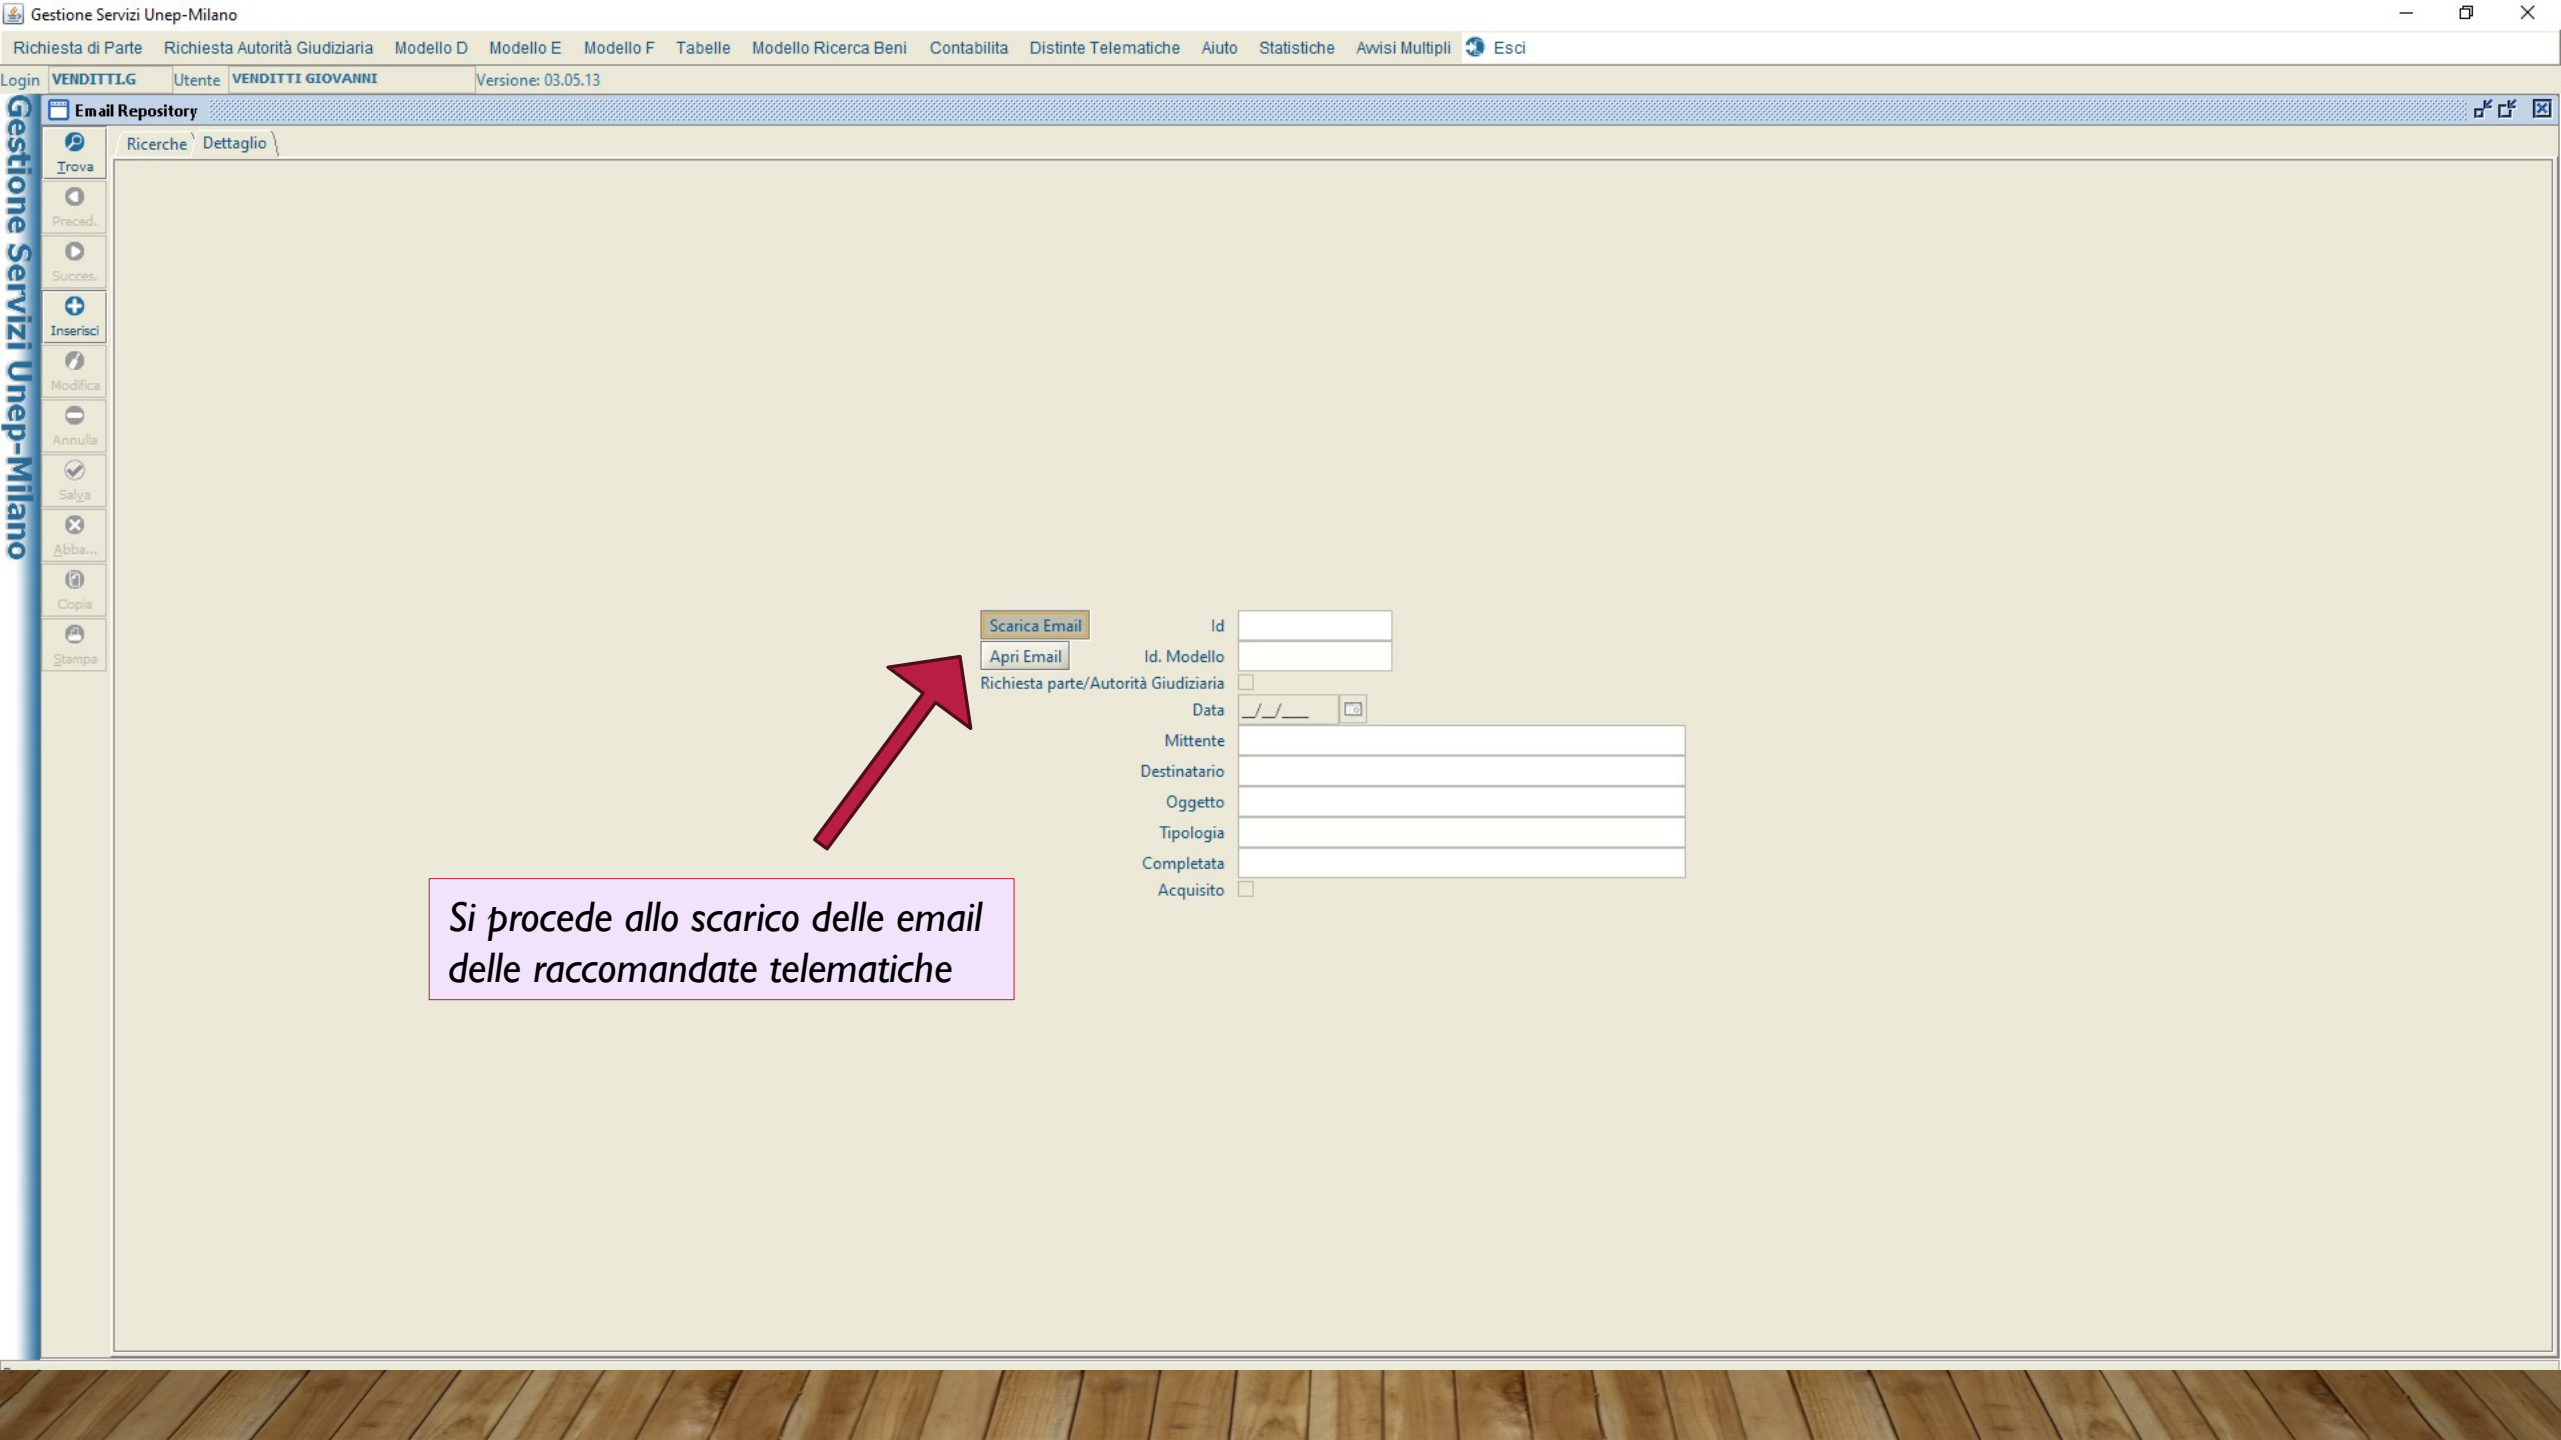 Gestione Servizi Unep-Milano
Richiesta di Parte Richiesta Autorità Giudiziaria Modello D Modello E Modello F Tabelle Modello Ricerca Beni Contabilita Distinte Telematiche Aiuto Statistiche Avvisi Multipli Esci
Login VENDITTI.G Utente VENDITTI GIOVANNI Versione: 03.05.13
Gestione Servizi Unep-Milano
Email Repository
Ricerche Dettaglio
Trova
Preced.
Succes.
Inserisci
Modifica
Annulla
Salva
Abba...
Copia
Stampa
Scarica Email Id
Apri Email Id. Modello
Richiesta parte/Autorità Giudiziaria
Data _/_/___
Mittente
Destinatario
Oggetto
Tipologia
Completata
Acquisito
Si procede allo scarico delle email
delle raccomandate telematiche